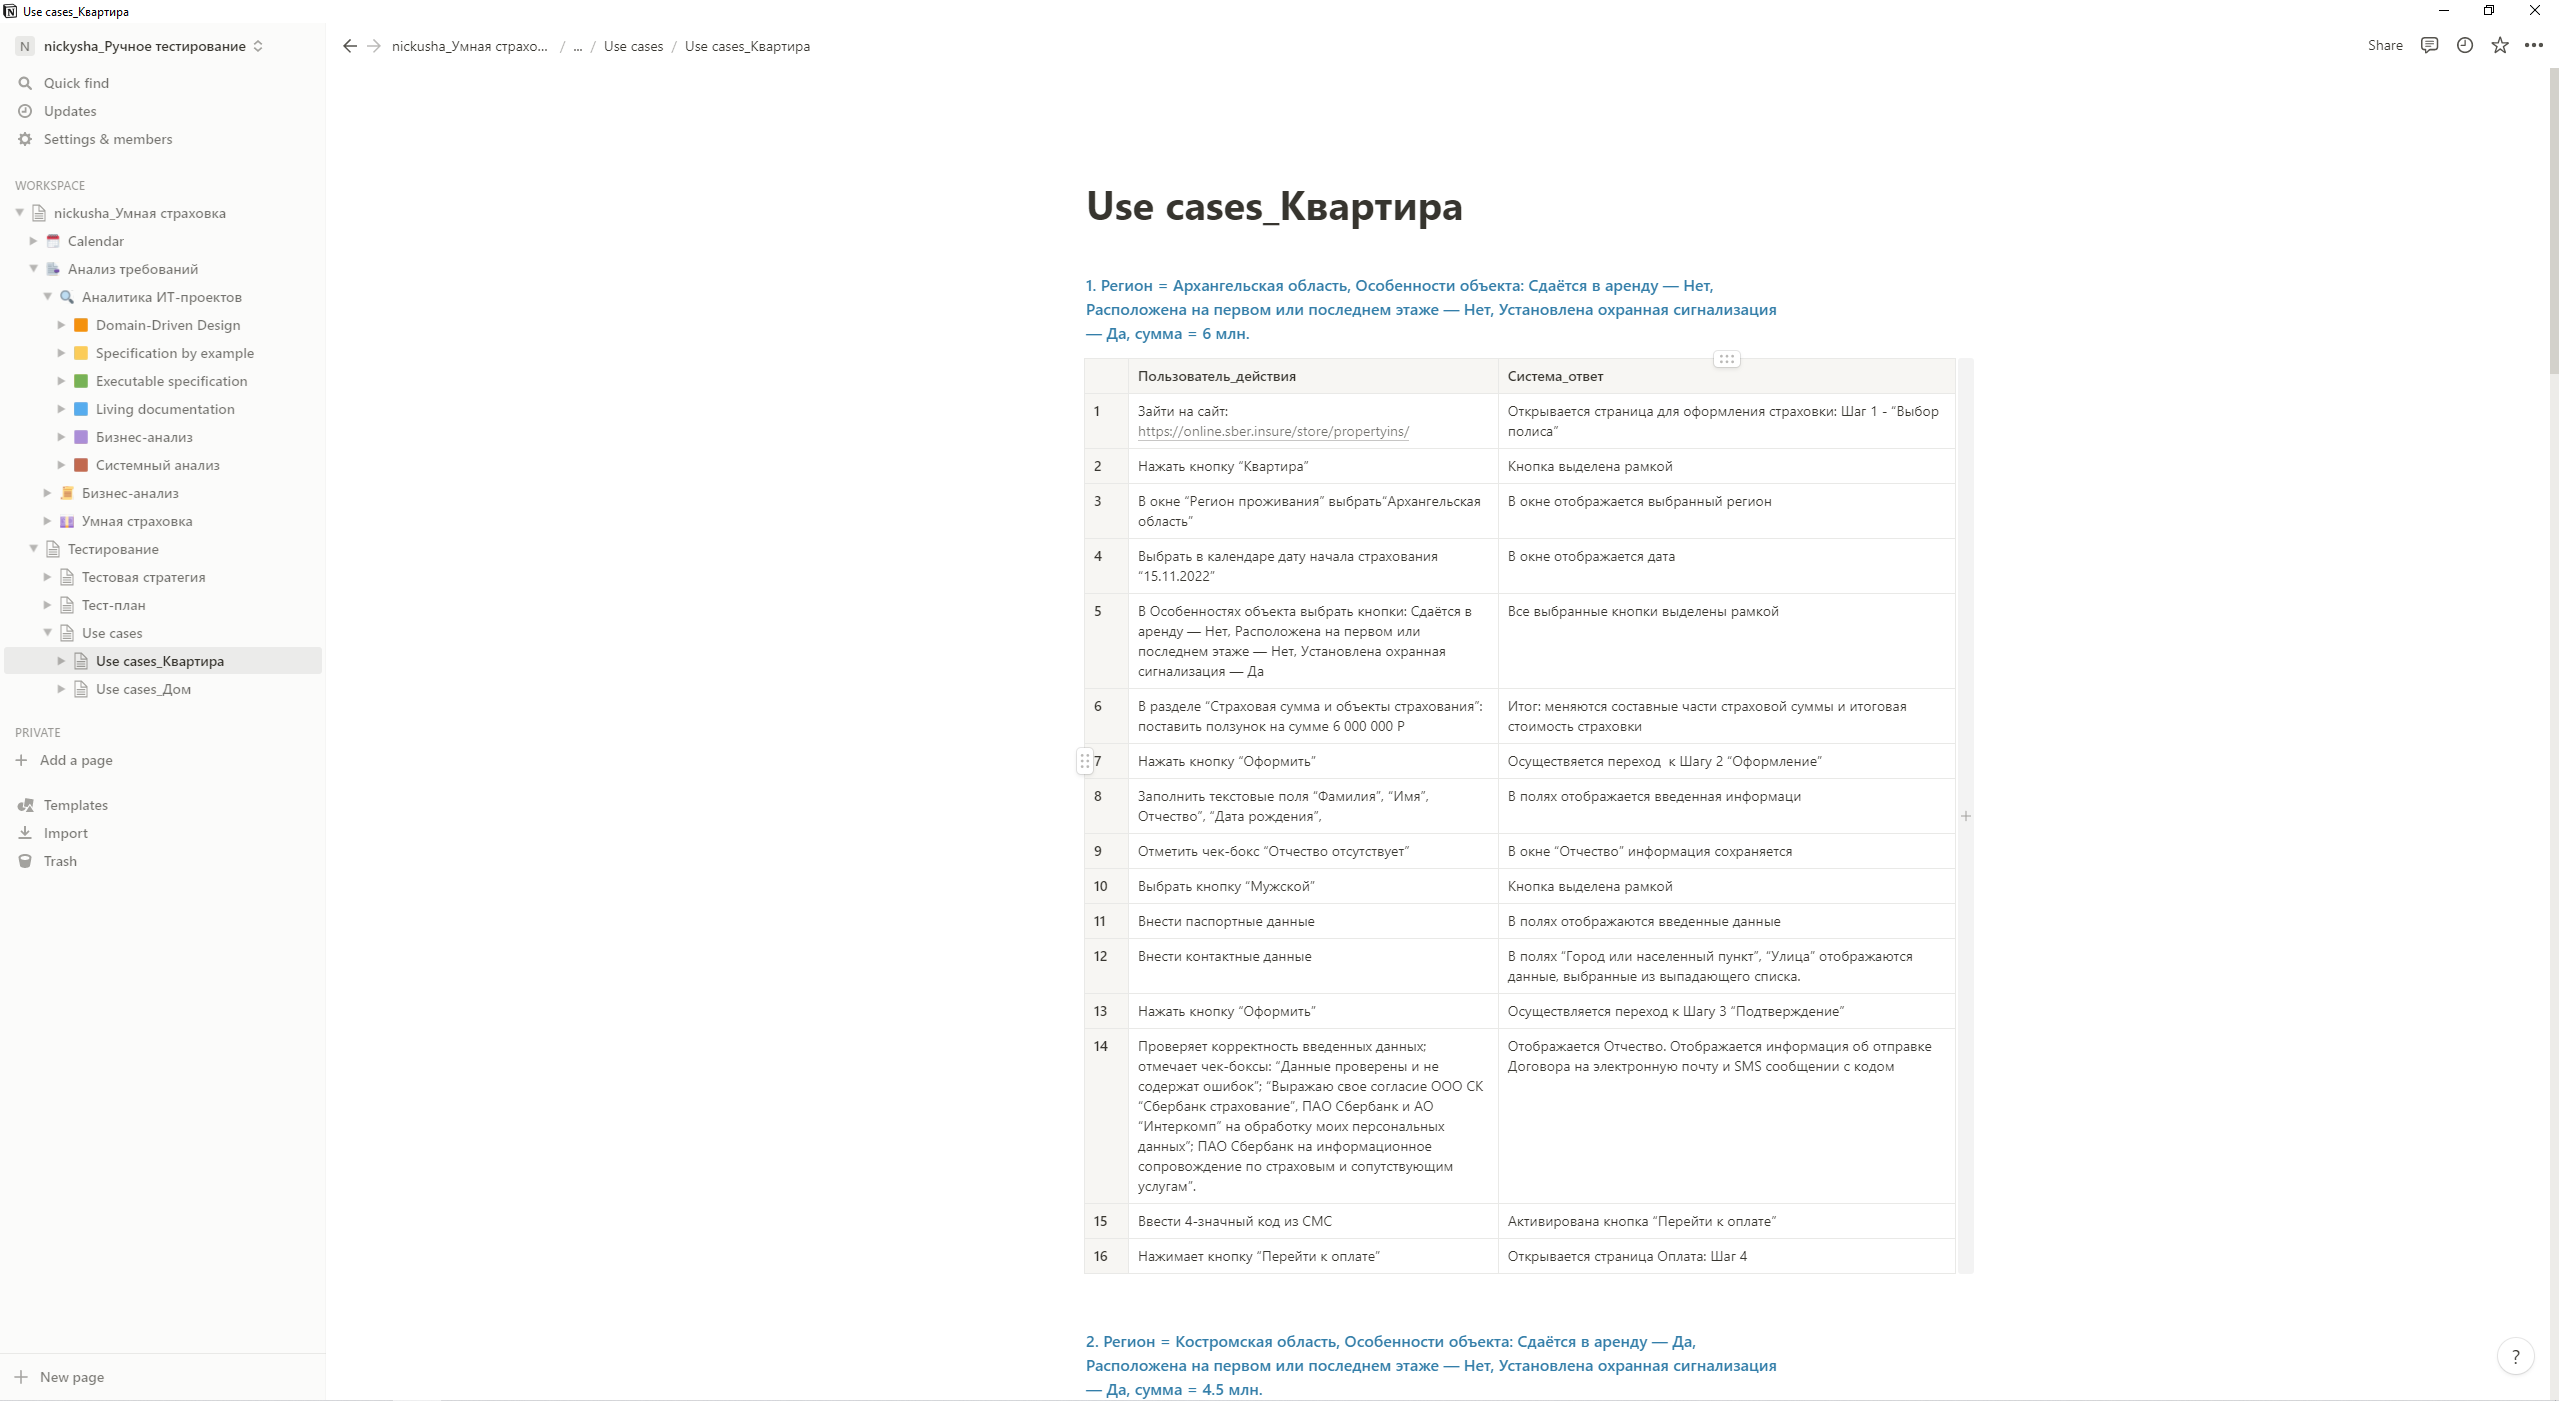 Use cases_Квартира
N nickysha_Ручное тестирование
Quick find
Updates
Settings & members
WORKSPACE
nickusha_Умная страховка
Calendar
Анализ требований
Аналитика ИТ-проектов
Domain-Driven Design
Specification by example
Executable specification
Living documentation
Бизнес-анализ
Системный анализ
Бизнес-анализ
Умная страховка
Тестирование
Тестовая стратегия
Тест-план
Use cases
Use cases_Квартира
Use cases_Дом
PRIVATE
Add a page
Templates
Import
Trash
New page
nickusha_Умная страхо... / ... / Use cases / Use cases_Квартира
Share
Use cases_Квартира
1. Регион = Архангельская область, Особенности объекта: Сдаётся в аренду — Нет,
Расположена на первом или последнем этаже — Нет, Установлена охранная сигнализация
— Да, сумма = 6 млн.
Пользователь_действия
Система_ответ
1
Зайти на сайт:
https://online.sber.insure/store/propertyins/
Открывается страница для оформления страховки: Шаг 1 - “Выбор
полиса”
2
Нажать кнопку “Квартира”
Кнопка выделена рамкой
3
В окне “Регион проживания” выбрать“Архангельская
область”
В окне отображается выбранный регион
4
Выбрать в календаре дату начала страхования
“15.11.2022”
В окне отображается дата
5
В Особенностях объекта выбрать кнопки: Сдаётся в
аренду — Нет, Расположена на первом или
последнем этаже — Нет, Установлена охранная
сигнализация — Да
Все выбранные кнопки выделены рамкой
6
В разделе “Страховая сумма и объекты страхования”:
поставить ползунок на сумме 6 000 000 Р
Итог: меняются составные части страховой суммы и итоговая
стоимость страховки
7
Нажать кнопку “Оформить”
Осуществяется переход  к Шагу 2 “Оформление”
8
Заполнить текстовые поля “Фамилия”, “Имя”,
Отчество”, “Дата рождения”,
В полях отображается введенная информаци
9
Отметить чек-бокс “Отчество отсутствует”
В окне “Отчество” информация сохраняется
10
Выбрать кнопку “Мужской”
Кнопка выделена рамкой
11
Внести паспортные данные
В полях отображаются введенные данные
12
Внести контактные данные
В полях “Город или населенный пункт”, “Улица” отображаются
данные, выбранные из выпадающего списка.
13
Нажать кнопку “Оформить”
Осуществляется переход к Шагу 3 “Подтверждение”
14
Проверяет корректность введенных данных;
отмечает чек-боксы: “Данные проверены и не
содержат ошибок”; “Выражаю свое согласие ООО СК
“Сбербанк страхование”, ПАО Сбербанк и АО
“Интеркомп” на обработку моих персональных
данных”; ПАО Сбербанк на информационное
сопровождение по страховым и сопутствующим
услугам”.
Отображается Отчество. Отображается информация об отправке
Договора на электронную почту и SMS сообщении с кодом
15
Ввести 4-значный код из СМС
Активирована кнопка “Перейти к оплате”
16
Нажимает кнопку “Перейти к оплате”
Открывается страница Оплата: Шаг 4
2. Регион = Костромская область, Особенности объекта: Сдаётся в аренду — Да,
Расположена на первом или последнем этаже — Нет, Установлена охранная сигнализация
— Да, сумма = 4.5 млн.
?